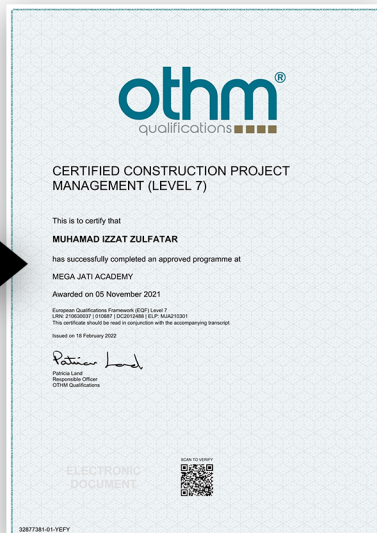 othm®
qualifications
CERTIFIED CONSTRUCTION PROJECT
MANAGEMENT (LEVEL 7)
This is to certify that
MUHAMAD IZZAT ZULFATAR
has successfully completed an approved programme at
MEGA JATI ACADEMY
Awarded on 05 November 2021
European Qualifications Framework (EQF) Level 7
LRN: 210630037 | 010887 | DC2012488 | ELP: MJA210301
This certificate should be read in conjunction with the accompanying transcript
Issued on 18 February 2022
Patricia Land
Patricia Land
Responsible Officer
OTHM Qualifications
SCAN TO VERIFY
ELECTRONIC
DOCUMENT
32877381-01-YEFY